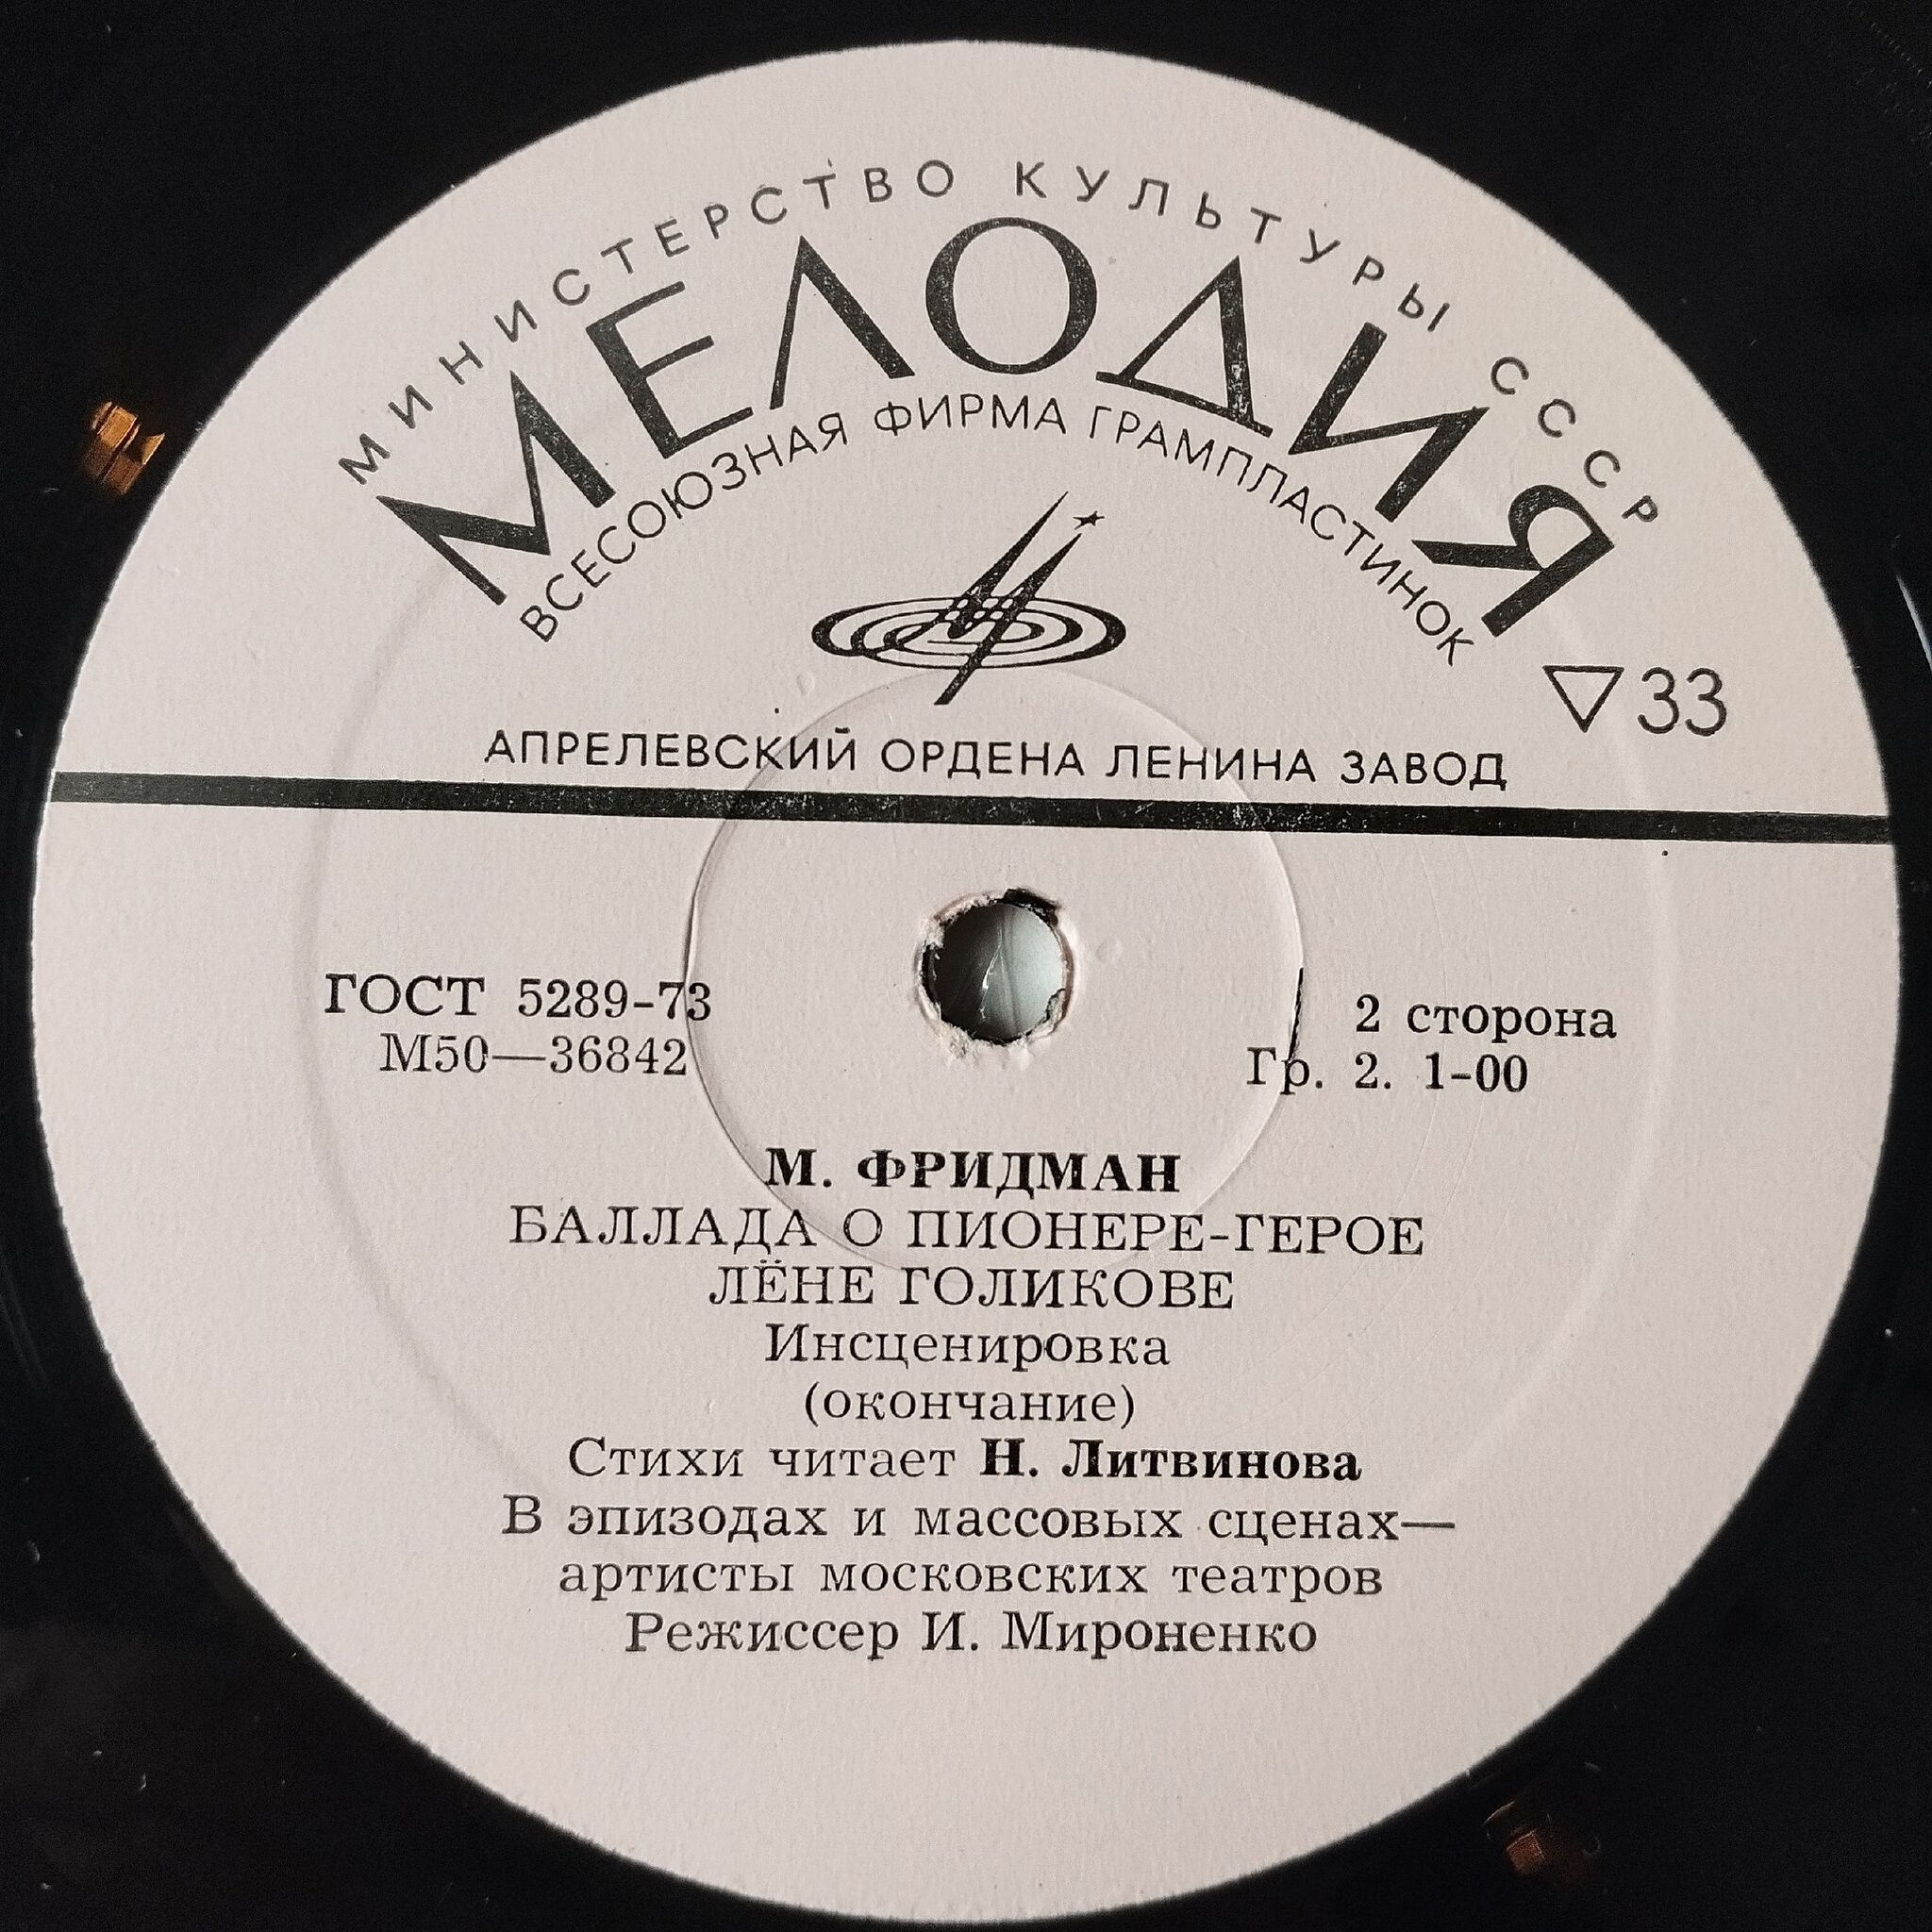 МИНИСТЕРСТВО КУЛЬТУРЫ СССР
МЕЛОДИЯ
ВСЕСОЮЗНАЯ ФИРМА ГРАМПЛАСТИНОК
▽33
АПРЕЛЕВСКИЙ ОРДЕНА ЛЕНИНА ЗАВОД
ГОСТ 5289-73
М50—36842
2 сторона
Гр. 2. 1-00
М. ФРИДМАН
БАЛЛАДА О ПИОНЕРЕ-ГЕРОЕ
ЛЁНЕ ГОЛИКОВЕ
Инсценировка
(окончание)
Стихи читает Н. Литвинова
В эпизодах и массовых сценах—
артисты московских театров
Режиссер И. Мироненко